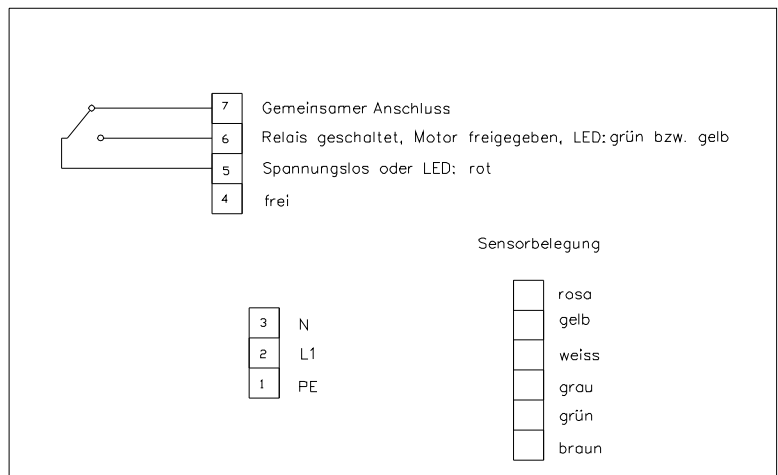 7 Gemeinsamer Anschluss
6 Relais geschaltet, Motor freigegeben, LED: grün bzw. gelb
5 Spannungslos oder LED: rot
4 frei
Sensorbelegung
rosa
gelb
weiss
grau
grün
braun
3 N
2 L1
1 PE